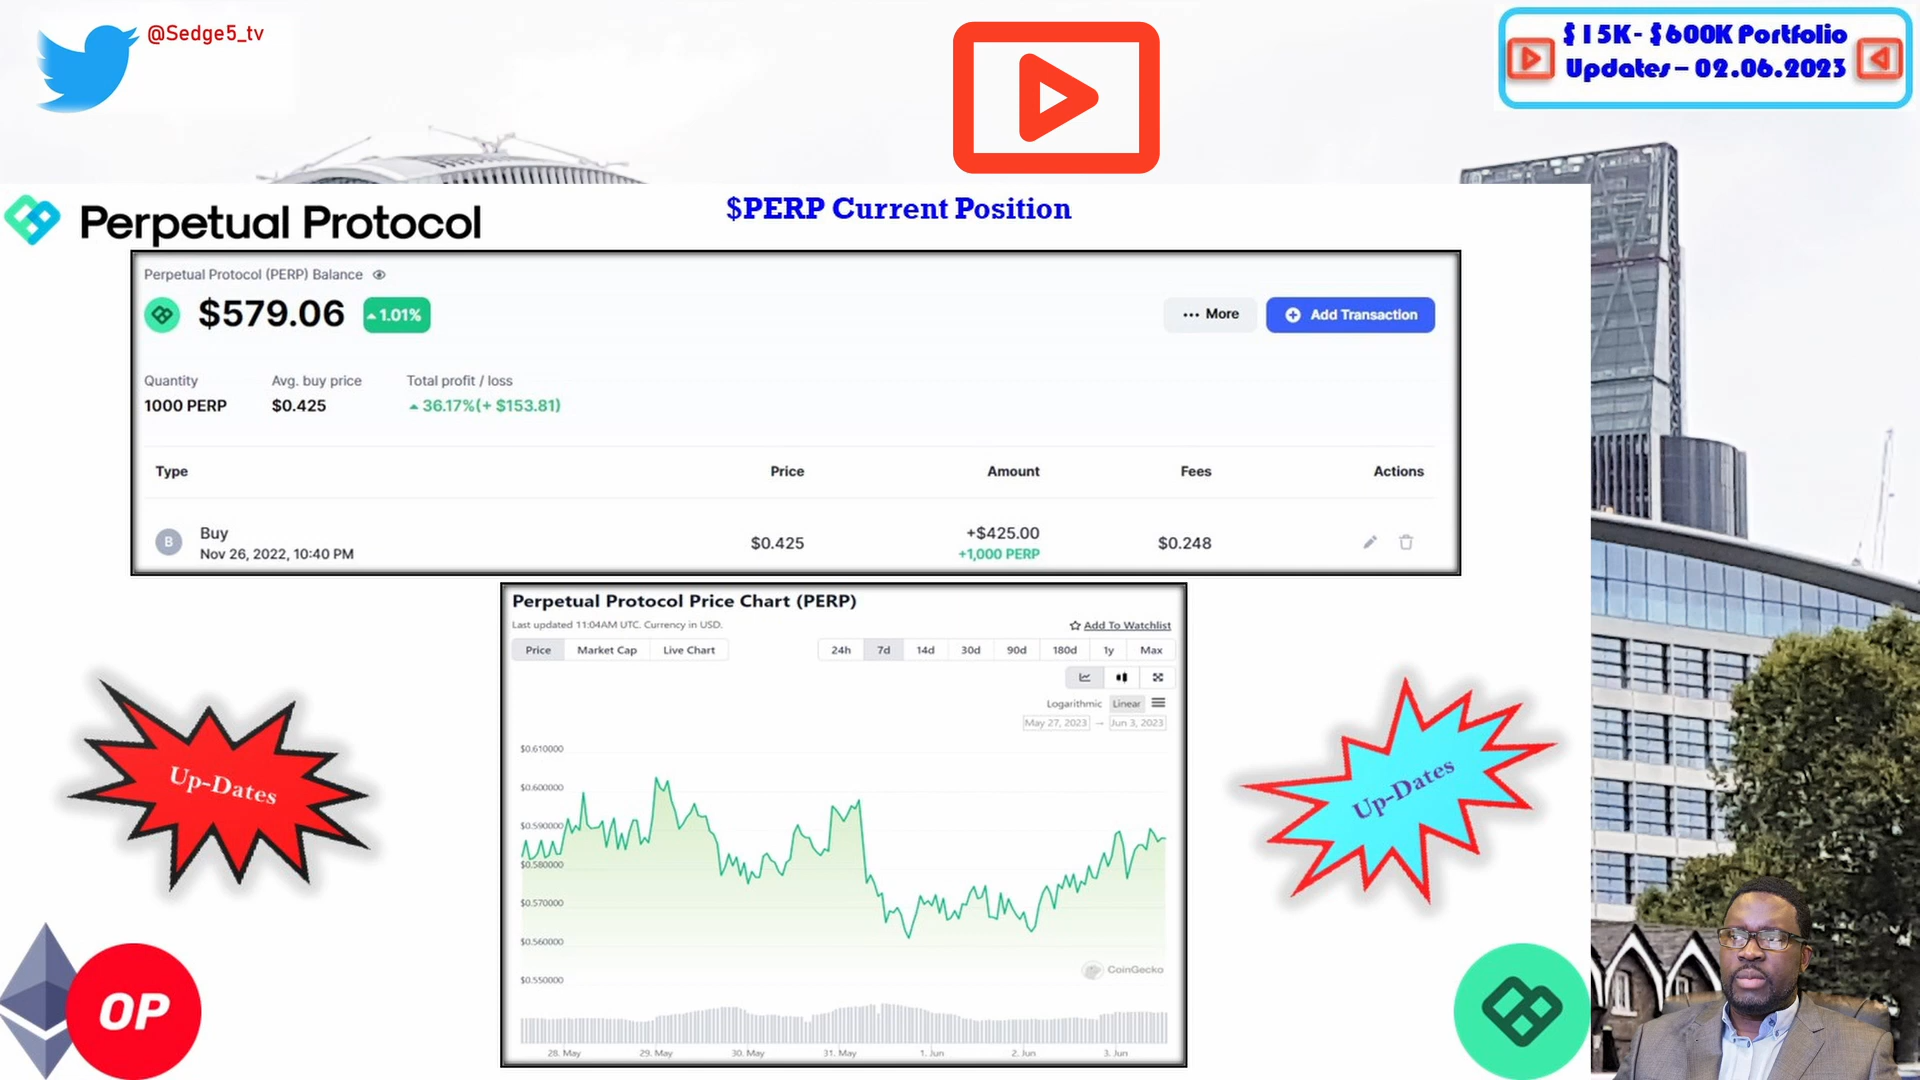 @Sedge5_tv
$15K- $600K Portfolio
Updates – 02.06.2023
Perpetual Protocol
$PERP Current Position
Perpetual Protocol (PERP) Balance
$579.06 1.01%
More
Add Transaction
Quantity Avg. buy price Total profit / loss
1000 PERP $0.425 36.17%(+ $153.81)
Type Price Amount Fees Actions
B Buy $0.425 +$425.00 $0.248
Nov 26, 2022, 10:40 PM +1,000 PERP
Perpetual Protocol Price Chart (PERP)
Last updated 11:04AM UTC. Currency in USD.
Add To Watchlist
Price Market Cap Live Chart 24h 7d 14d 30d 90d 180d 1y Max
Logarithmic Linear
May 27, 2023 → Jun 3, 2023
$0.610000
$0.600000
$0.590000
$0.580000
$0.570000
$0.560000
$0.550000
CoinGecko
28. May 29. May 30. May 31. May 1. Jun 2. Jun 3. Jun
Up-Dates
Up-Dates
OP